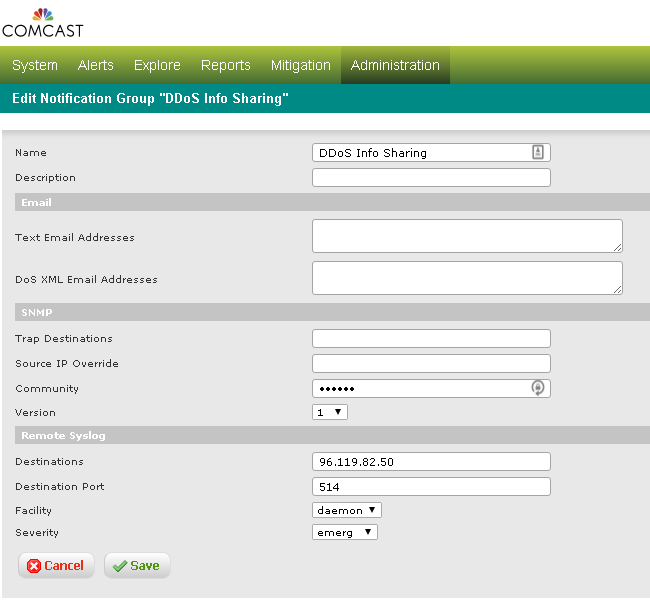 COMCAST
System Alerts Explore Reports Mitigation Administration
Edit Notification Group "DDoS Info Sharing"
Name DDoS Info Sharing
Description
Email
Text Email Addresses
DoS XML Email Addresses
SNMP
Trap Destinations
Source IP Override
Community ••••••
Version 1
Remote Syslog
Destinations 96.119.82.50
Destination Port 514
Facility daemon
Severity emerg
Cancel Save